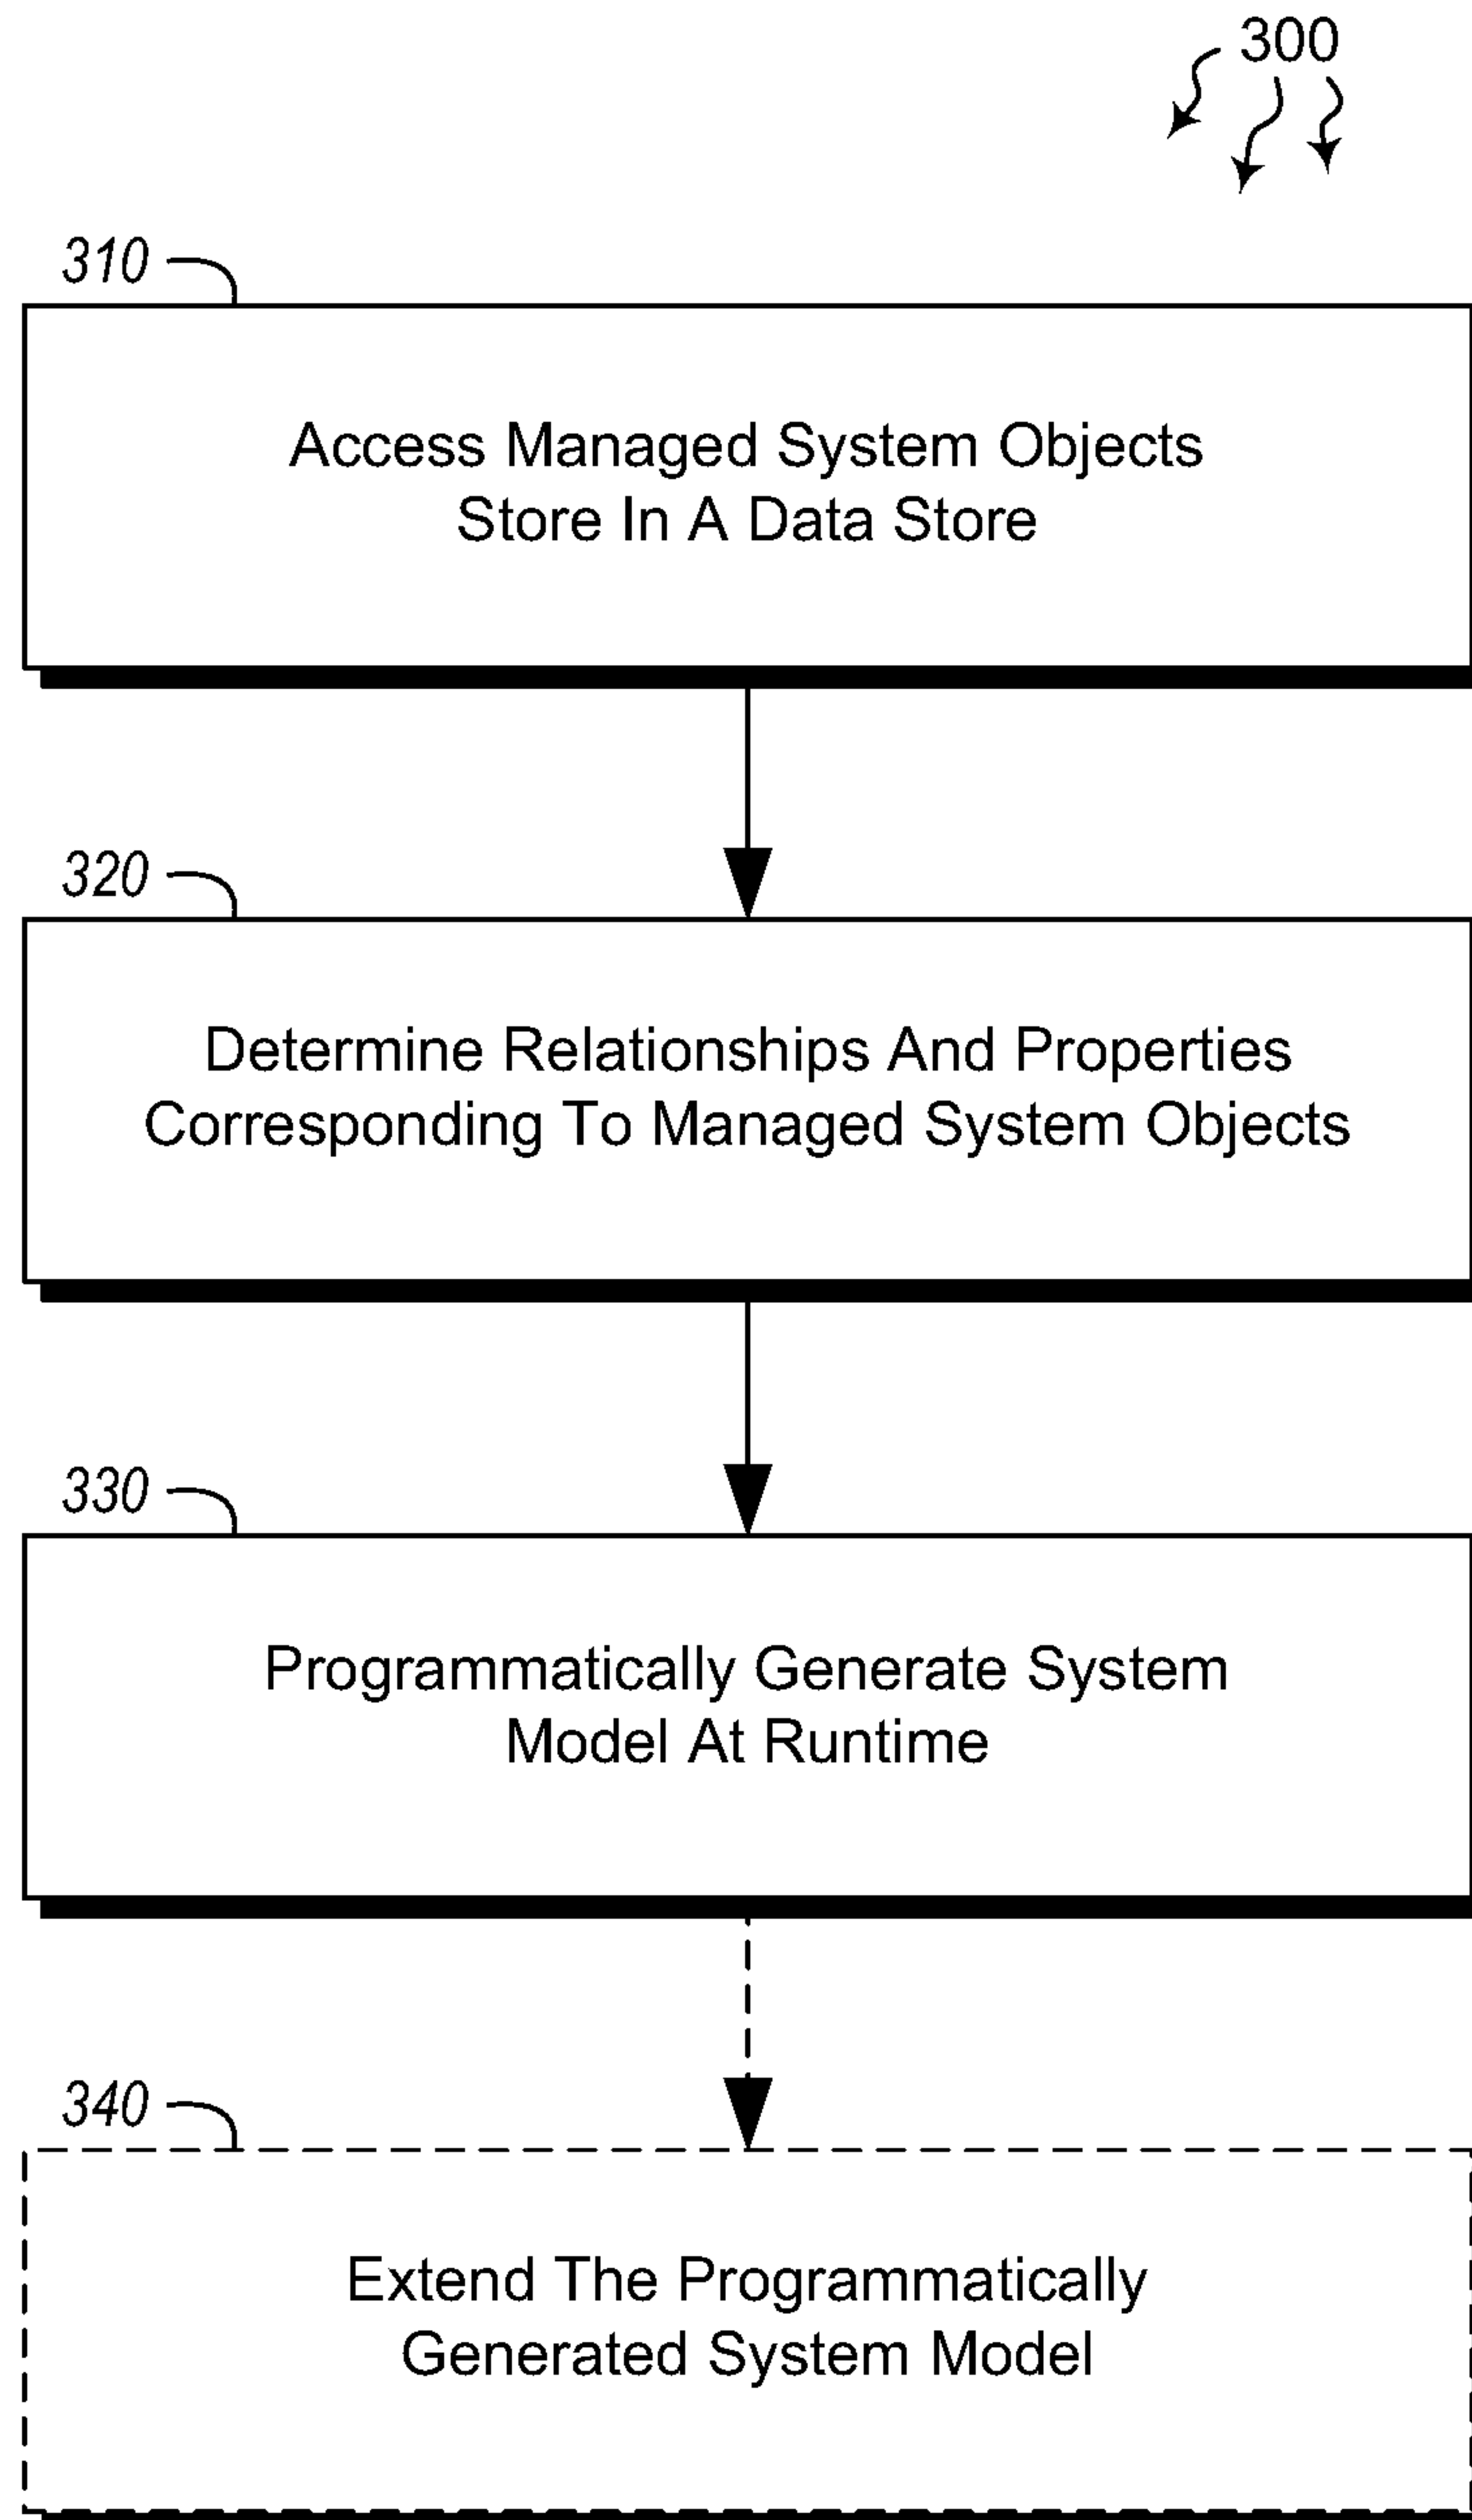 300
310
Access Managed System Objects
Store In A Data Store
320
Determine Relationships And Properties
Corresponding To Managed System Objects
330
Programmatically Generate System
Model At Runtime
340
Extend The Programmatically
Generated System Model